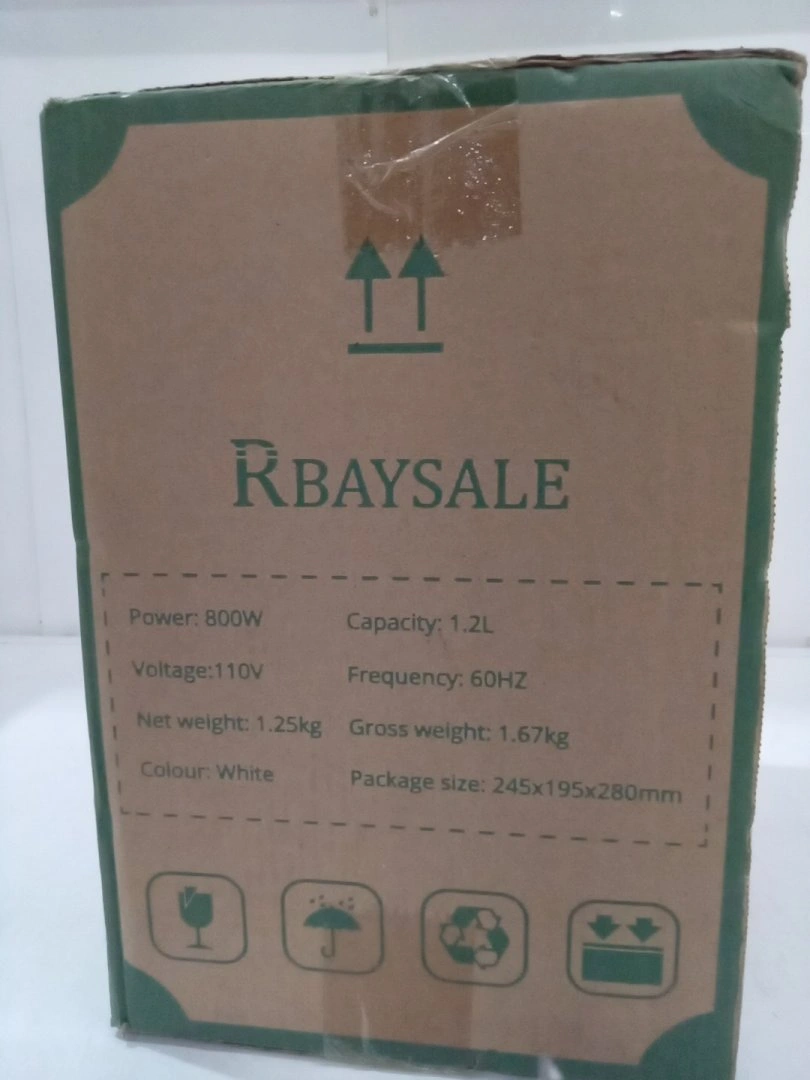 RBAYSALE
Power: 800W Capacity: 1.2L
Voltage:110V Frequency: 60HZ
Net weight: 1.25kg Gross weight: 1.67kg
Colour: White Package size: 245x195x280mm